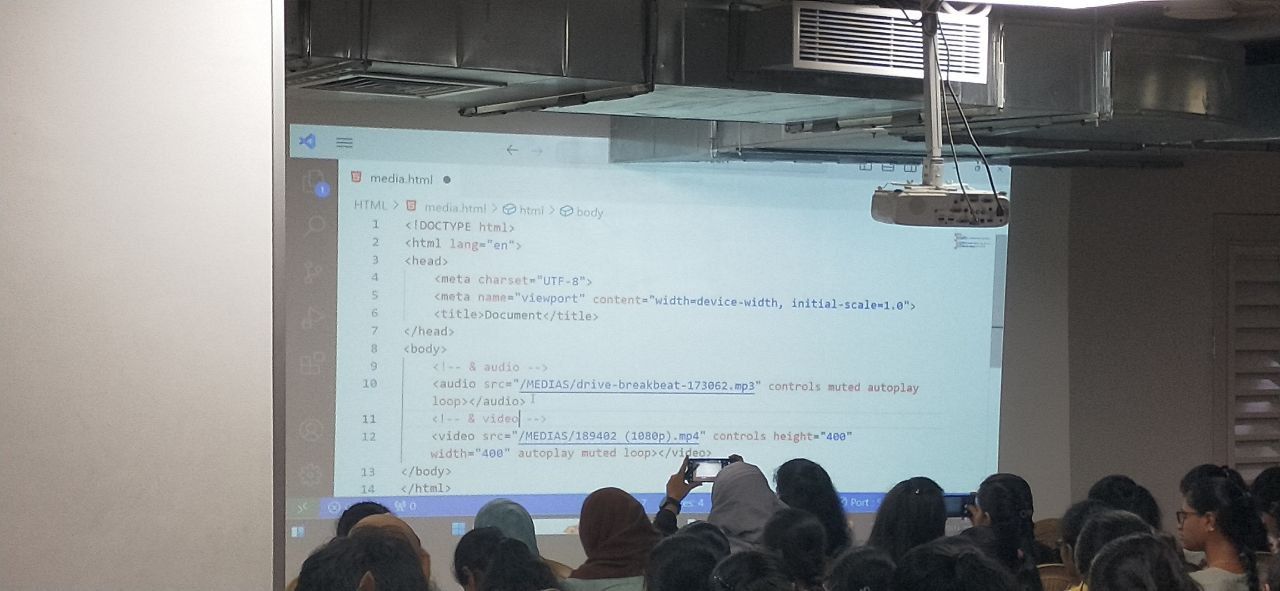 media.html
HTML > media.html > html > body
1 <!DOCTYPE html>
2 <html lang="en">
3 <head>
4 <meta charset="UTF-8">
5 <meta name="viewport" content="width=device-width, initial-scale=1.0">
6 <title>Document</title>
7 </head>
8 <body>
9 <!-- & audio -->
10 <audio src="/MEDIAS/drive-breakbeat-173062.mp3" controls muted autoplay
loop></audio>
11 <!-- & video -->
12 <video src="/MEDIAS/189402 (1080p).mp4" controls height="400"
width="400" autoplay muted loop></video>
13 </body>
14 </html>
0 Port :